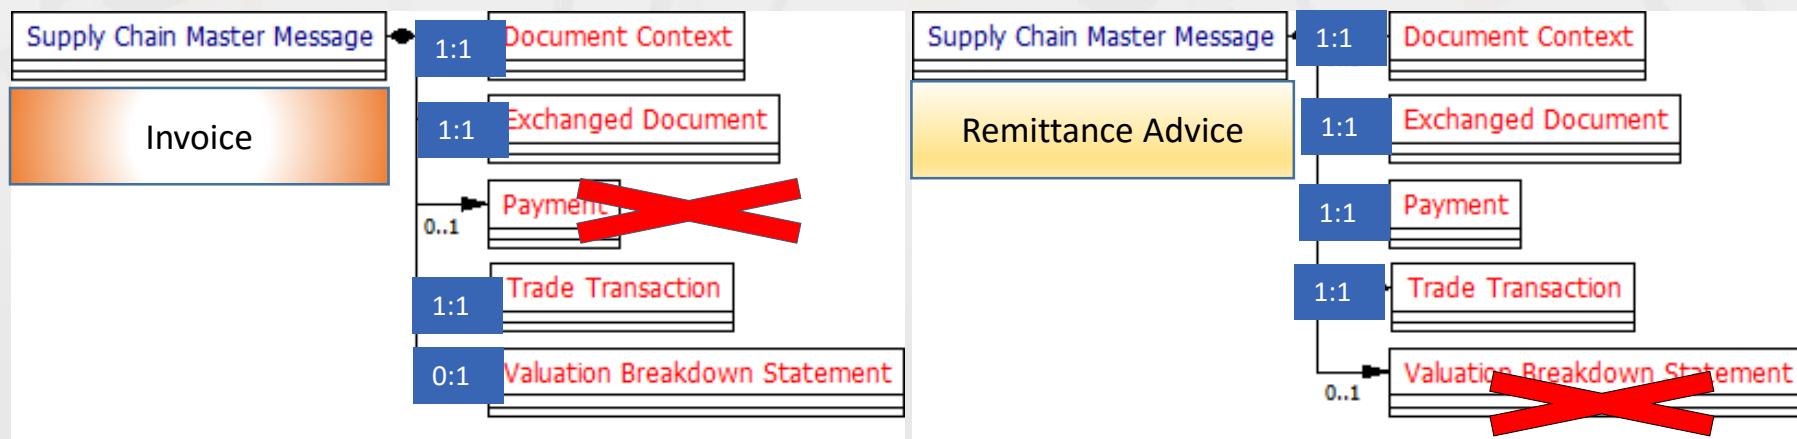 Supply Chain Master Message
1:1
Document Context
Invoice
1:1
Exchanged Document
Payment
0..1
1:1
Trade Transaction
0:1
Valuation Breakdown Statement
Supply Chain Master Message
1:1
Document Context
Remittance Advice
1:1
Exchanged Document
1:1
Payment
1:1
Trade Transaction
Valuation Breakdown Statement
0..1